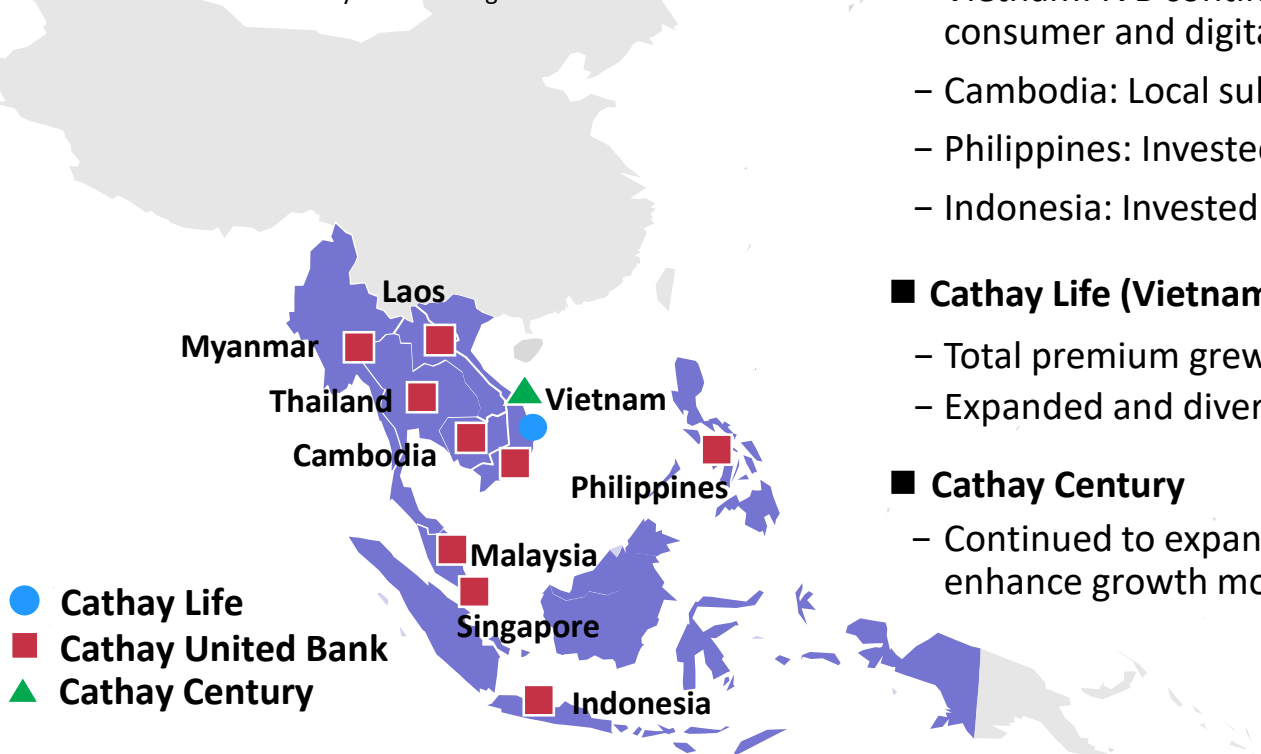 consumer and digita
– Cambodia: Local sul
– Philippines: Invested
– Indonesia: Invested
■ Cathay Life (Vietnam
– Total premium grew
– Expanded and diver
■ Cathay Century
– Continued to expan
enhance growth mo
Laos
Myanmar
Thailand
Vietnam
Cambodia
Philippines
Malaysia
Singapore
Indonesia
Cathay Life
Cathay United Bank
Cathay Century